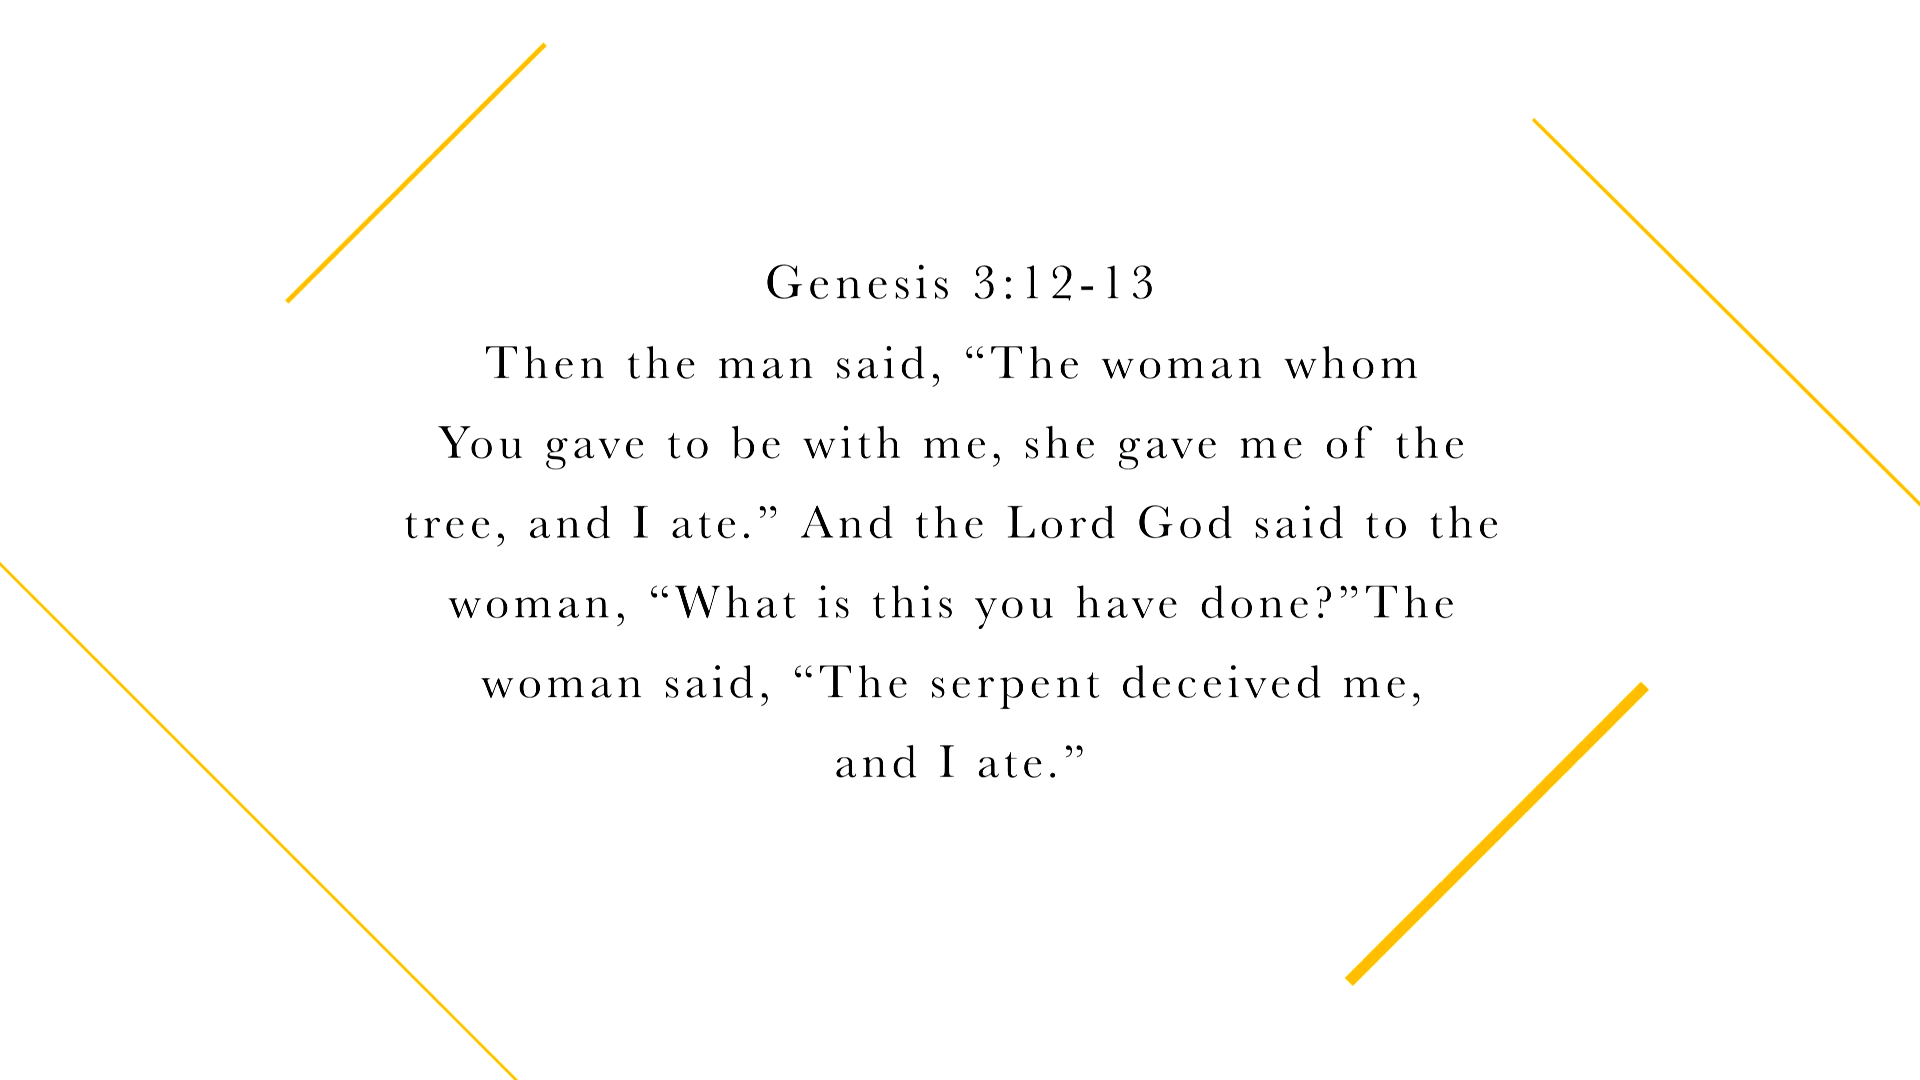 Genesis 3:12-13
Then the man said, “The woman whom
You gave to be with me, she gave me of the
tree, and I ate.” And the Lord God said to the
woman, “What is this you have done?”The
woman said, “The serpent deceived me,
and I ate.”